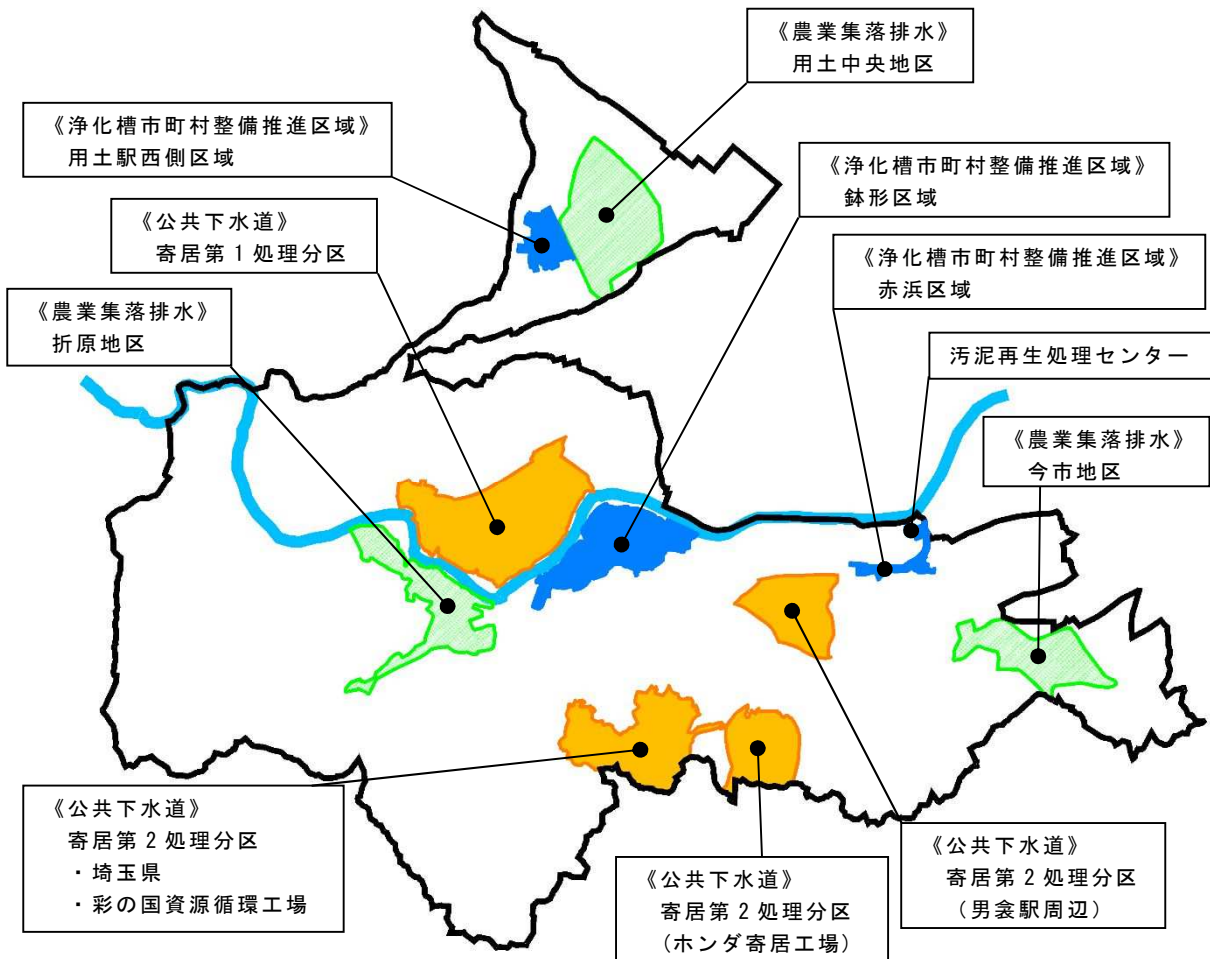 《農業集落排水》
用土中央地区
《浄化槽市町村整備推進区域》
用土駅西側区域
《浄化槽市町村整備推進区域》
鉢形区域
《公共下水道》
寄居第1処理分区
《浄化槽市町村整備推進区域》
赤浜区域
《農業集落排水》
折原地区
汚泥再生処理センター
《農業集落排水》
今市地区
《公共下水道》
寄居第2処理分区
・埼玉県
・彩の国資源循環工場
《公共下水道》
寄居第2処理分区
(ホンダ寄居工場)
《公共下水道》
寄居第2処理分区
(男衾駅周辺)